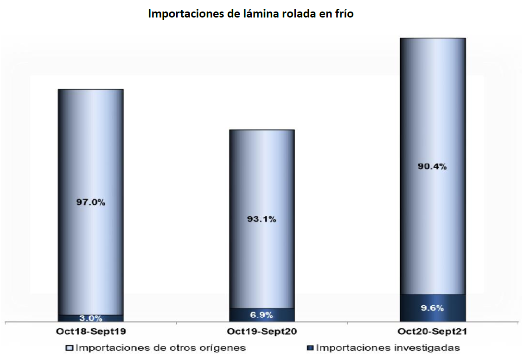 Importaciones de lámina rolada en frío
97.0%
93.1%
90.4%
3.0%
6.9%
9.6%
Oct18-Sept19 Oct19-Sept20 Oct20-Sept21
Importaciones de otros orígenes Importaciones investigadas